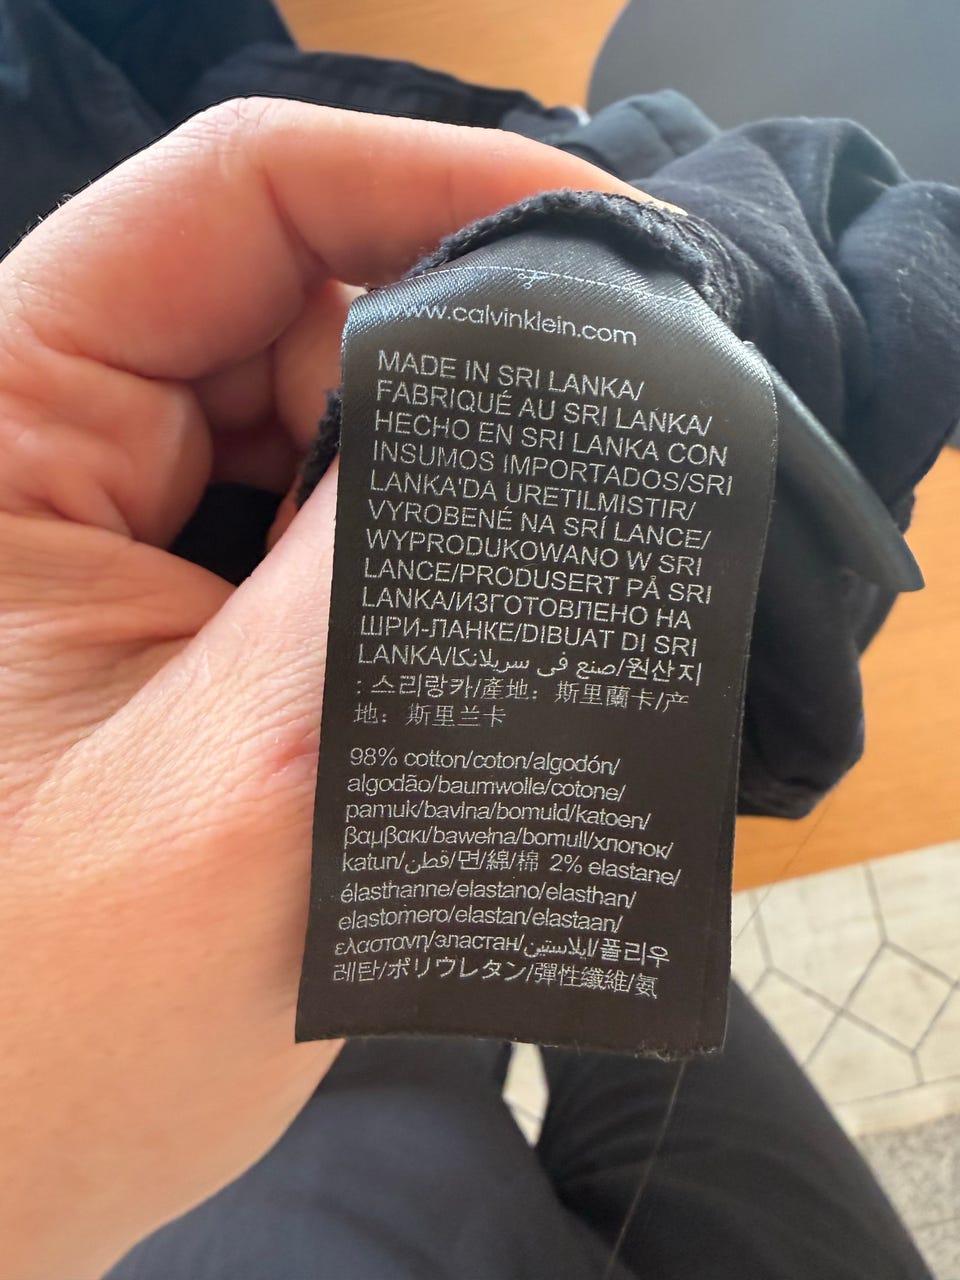 www.calvinklein.com
MADE IN SRI LANKA/
FABRIQUÉ AU SRI LANKA/
HECHO EN SRI LANKA CON
INSUMOS IMPORTADOS/SRI
LANKA'DA URETILMISTIR/
VYROBENÉ NA SRÍ LANCE/
WYPRODUKOWANO W SRI
LANCE/PRODUSERT PÅ SRI
LANKA/ИЗГОТОВЛЕНО НА
ШРИ-ЛАНКЕ/DIBUAT DI SRI
LANKA/صنع في سريلانكا/원산지
: 스리랑카/產地: 斯里蘭卡/产
地: 斯里兰卡
98% cotton/coton/algodón/
algodão/baumwolle/cotone/
pamuk/bavlna/bomuld/katoen/
βαμβακι/bawełna/bomull/хлопок/
katun/قطن/면/綿/棉 2% elastane/
élasthanne/elastano/elasthan/
elastomero/elastan/elastaan/
ελαστανη/эластан/ايلاستين/폴리우
레탄/ポリウレタン/彈性纖維/氨